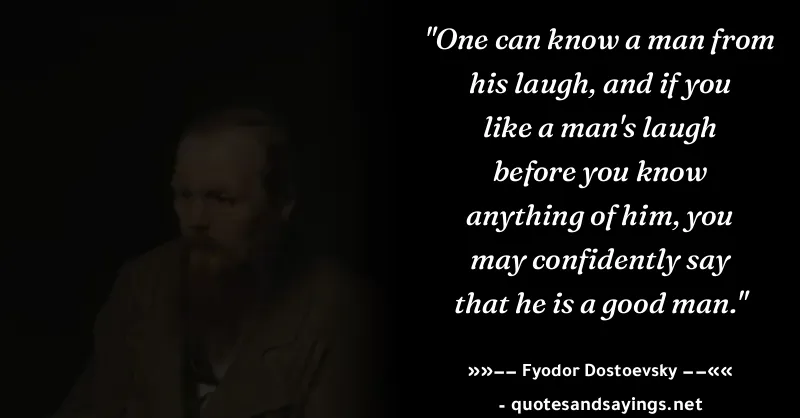 "One can know a man from
his laugh, and if you
like a man's laugh
before you know
anything of him, you
may confidently say
that he is a good man."
»»−− Fyodor Dostoevsky −−««
- quotesandsayings.net